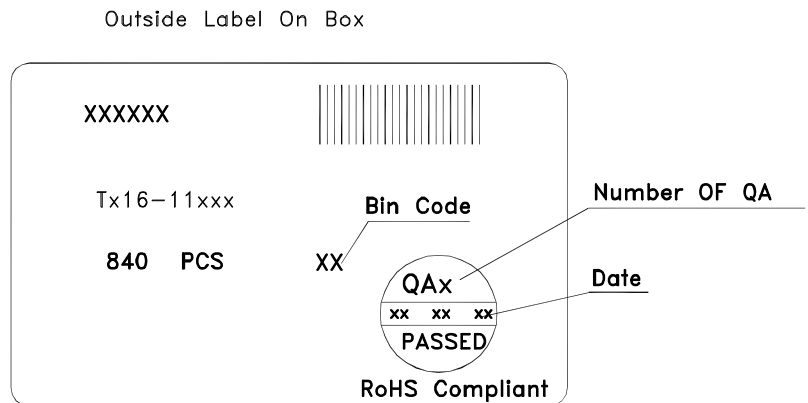 Outside Label On Box
XXXXXX
Tx16-11xxx
Bin Code
Number OF QA
840 PCS
XX
QAx
Date
xx xx xx
PASSED
RoHS Compliant